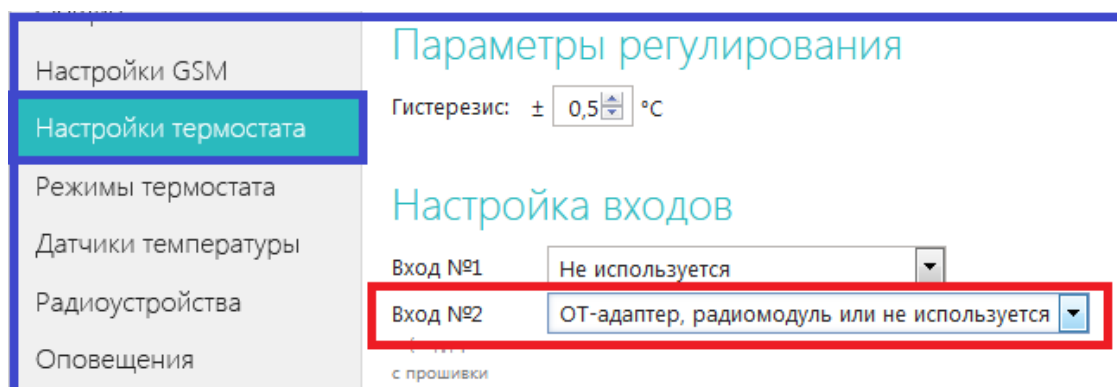 Настройки GSM
Настройки термостата
Режимы термостата
Датчики температуры
Радиоустройства
Оповещения
Параметры регулирования
Гистерезис: ± 0,5 °C
Настройка входов
Вход №1 Не используется
Вход №2 ОТ-адаптер, радиомодуль или не используется
с прошивки